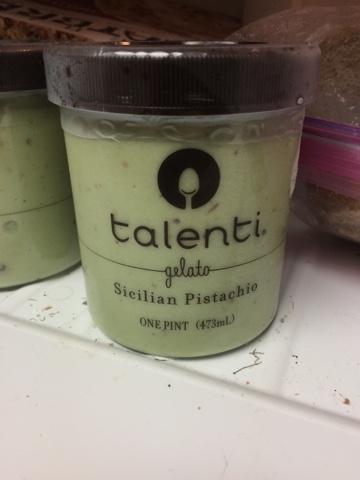 talenti
gelato
Sicilian Pistachio
ONE PINT (473mL)